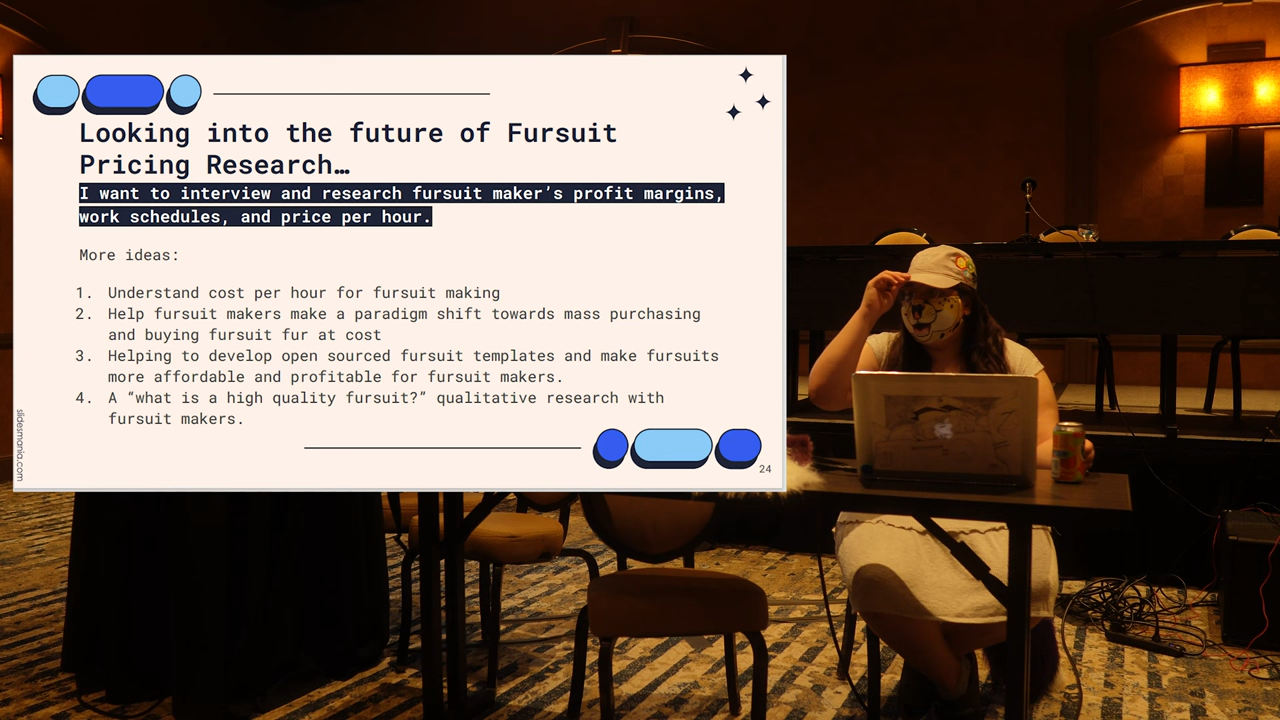 Looking into the future of Fursuit
Pricing Research…
I want to interview and research fursuit maker’s profit margins,
work schedules, and price per hour.
More ideas:
1. Understand cost per hour for fursuit making
2. Help fursuit makers make a paradigm shift towards mass purchasing
and buying fursuit fur at cost
3. Helping to develop open sourced fursuit templates and make fursuits
more affordable and profitable for fursuit makers.
4. A “what is a high quality fursuit?” qualitative research with
fursuit makers.
slidesmania.com
24